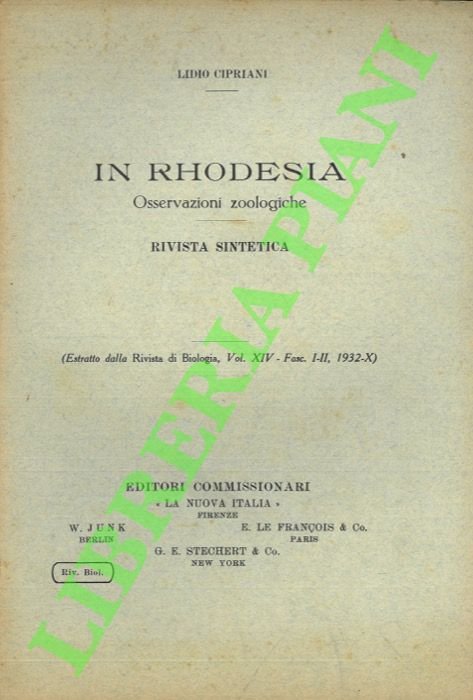 LIDIO CIPRIANI
IN RHODESIA
Osservazioni zoologiche
RIVISTA SINTETICA
(Estratto dalla Rivista di Biologia, Vol. XIV - Fasc. I-II, 1932-X)
EDITORI COMMISSIONARI
« LA NUOVA ITALIA »
FIRENZE
W. JUNK E. LE FRANÇOIS & Co.
BERLIN PARIS
G. E. STECHERT & Co.
NEW YORK
Riv. Biol.
LIBRERIA PIANI